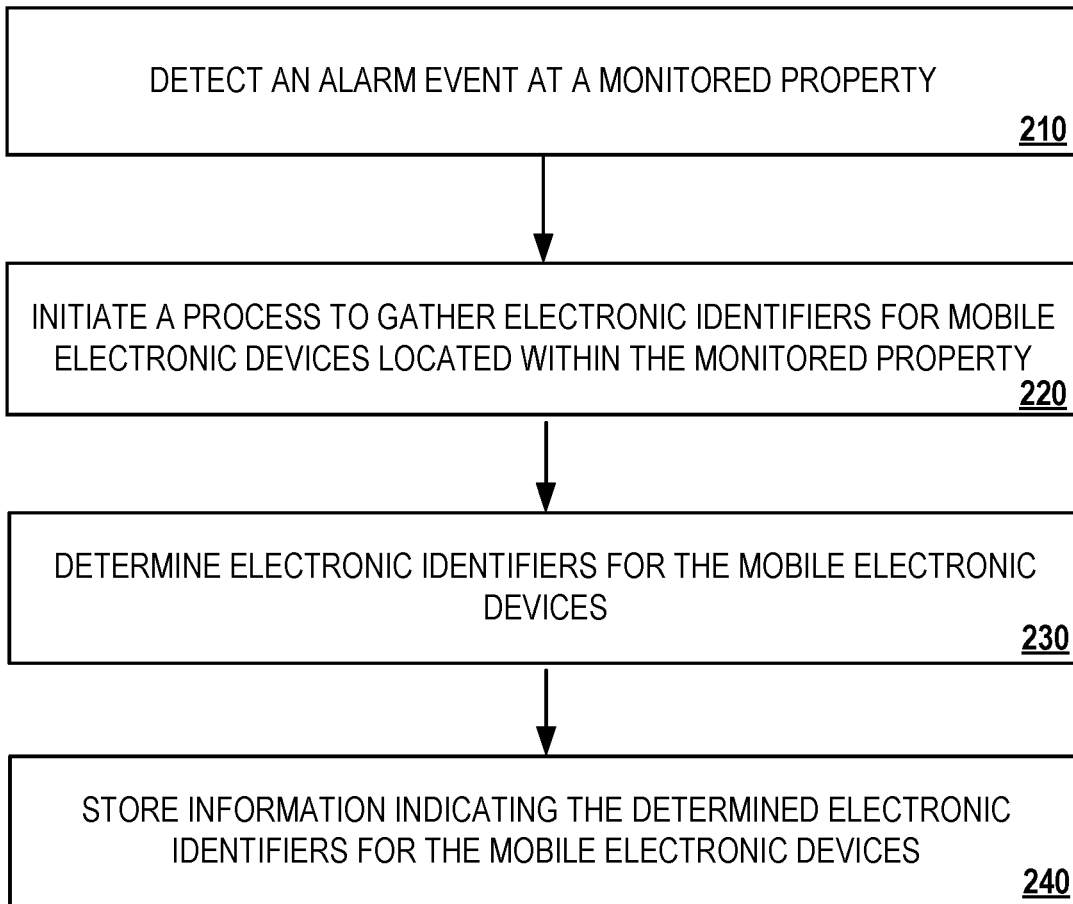 DETECT AN ALARM EVENT AT A MONITORED PROPERTY
210
INITIATE A PROCESS TO GATHER ELECTRONIC IDENTIFIERS FOR MOBILE
ELECTRONIC DEVICES LOCATED WITHIN THE MONITORED PROPERTY
220
DETERMINE ELECTRONIC IDENTIFIERS FOR THE MOBILE ELECTRONIC
DEVICES
230
STORE INFORMATION INDICATING THE DETERMINED ELECTRONIC
IDENTIFIERS FOR THE MOBILE ELECTRONIC DEVICES
240